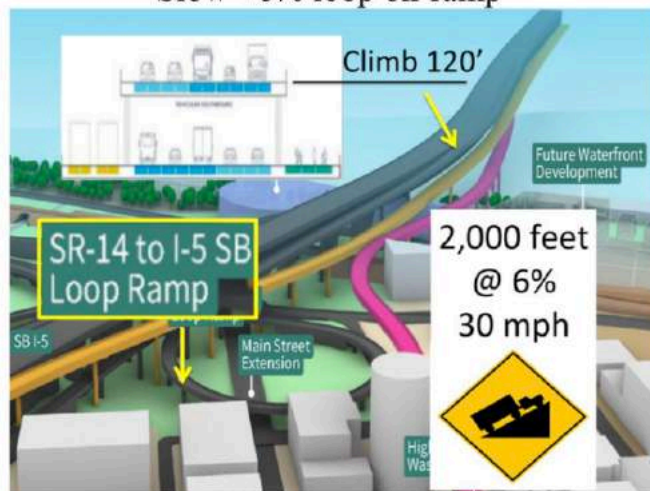 Climb 120'
Future Waterfront
Development
SR-14 to I-5 SB
Loop Ramp
2,000 feet
@ 6%
30 mph
SB I-5
Main Street
Extension